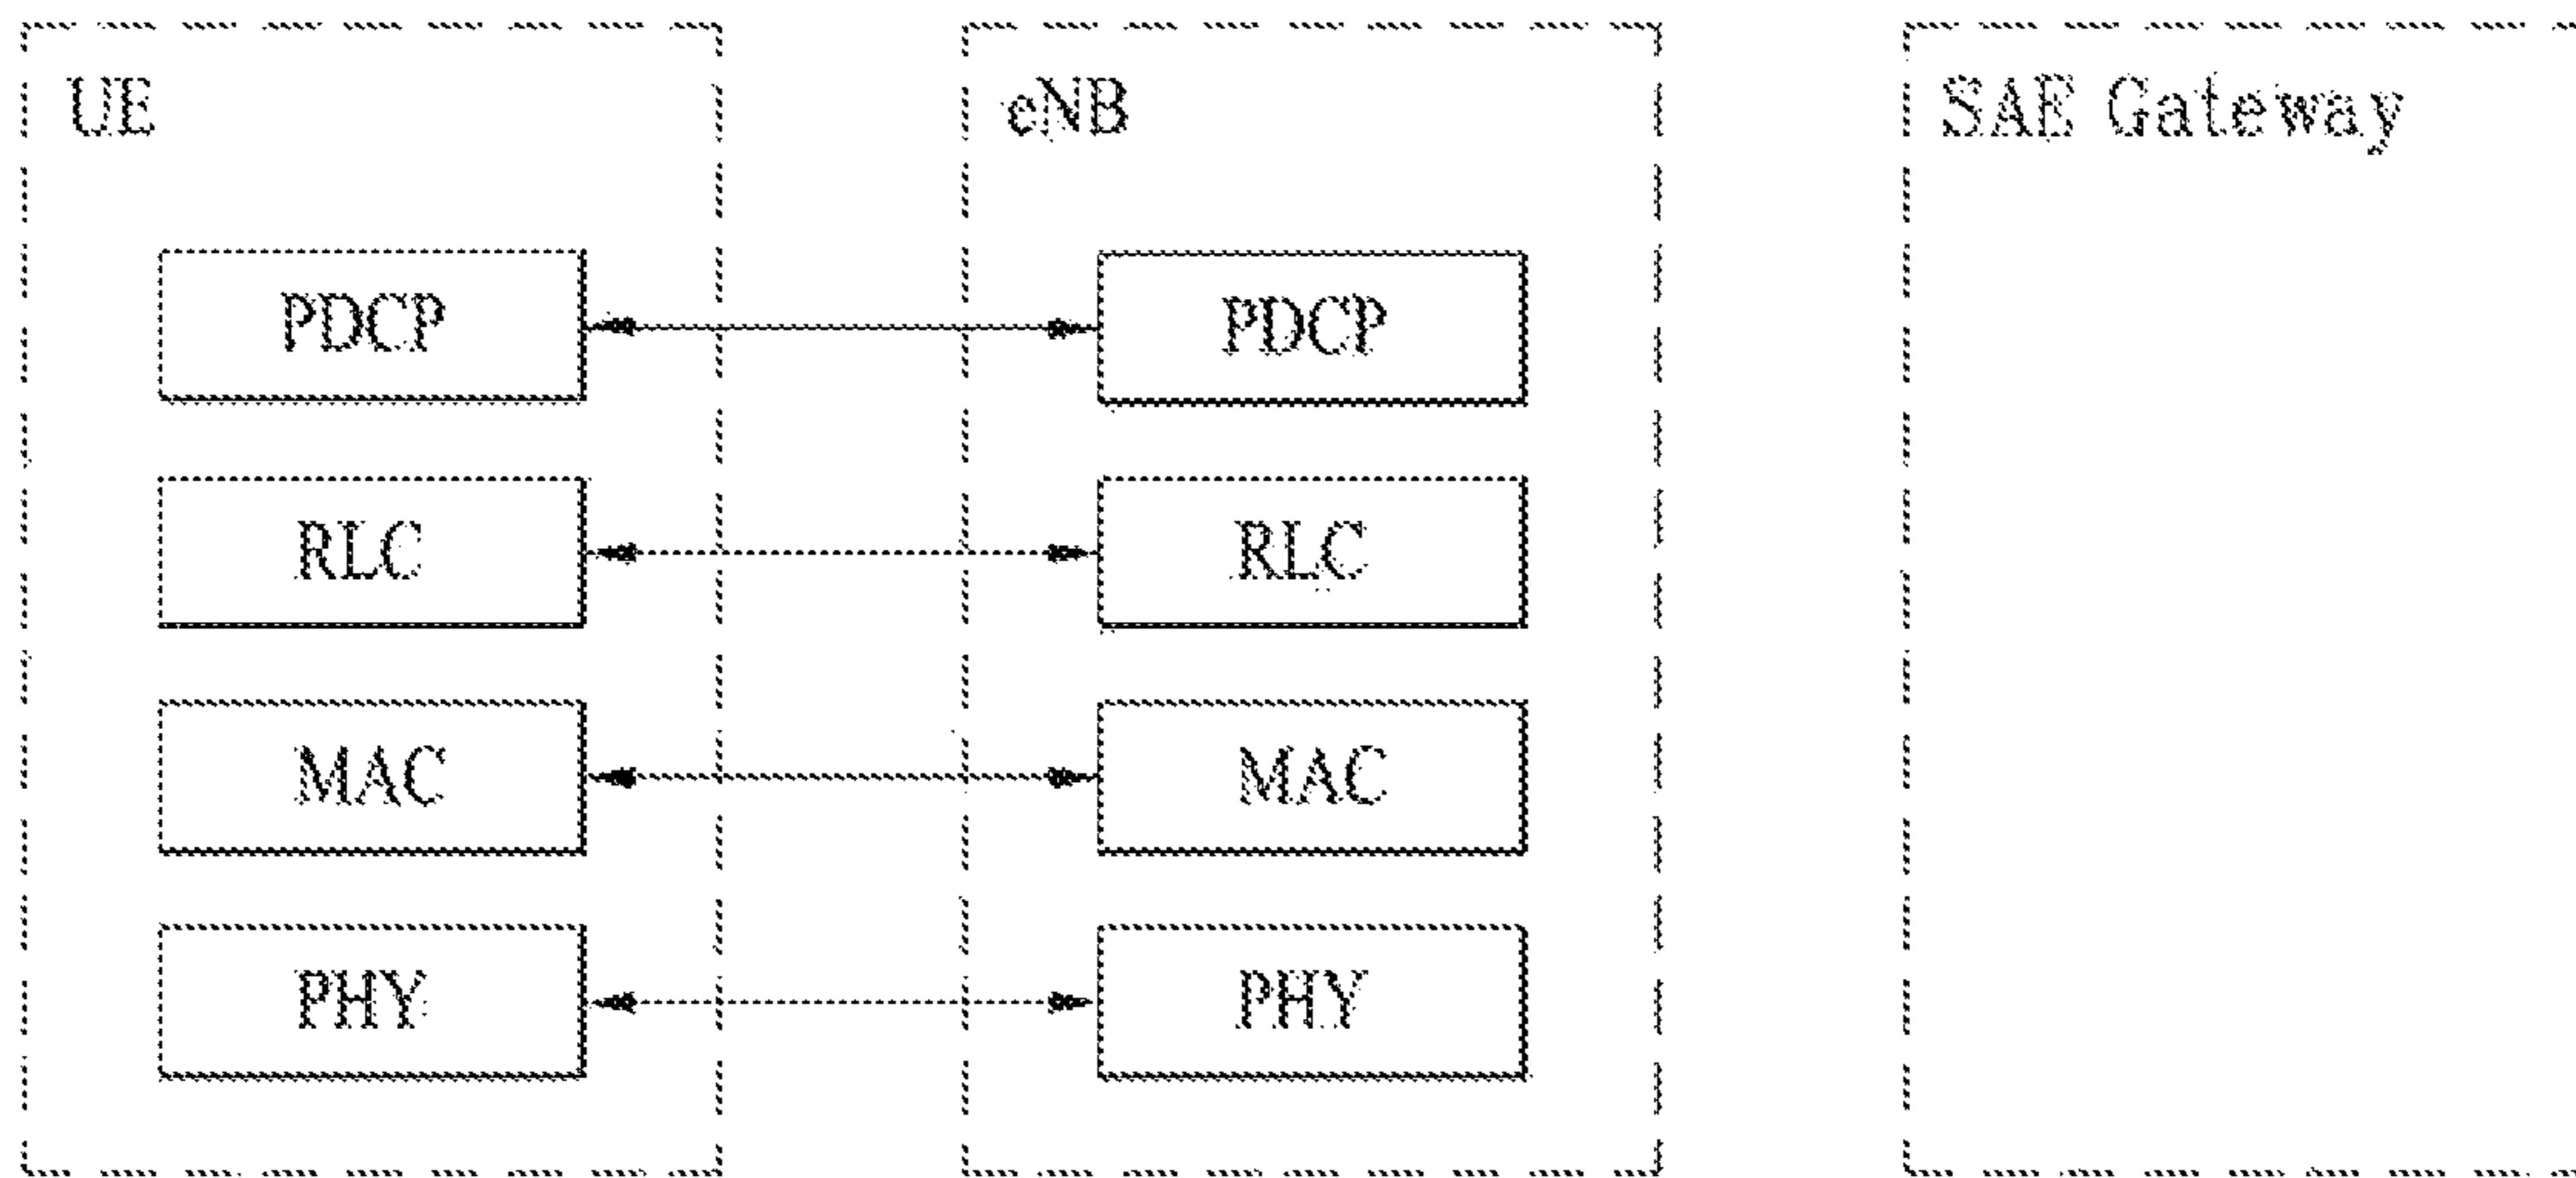 UE eNB SAE Gateway
PDCP PDCP
RLC RLC
MAC MAC
PHY PHY